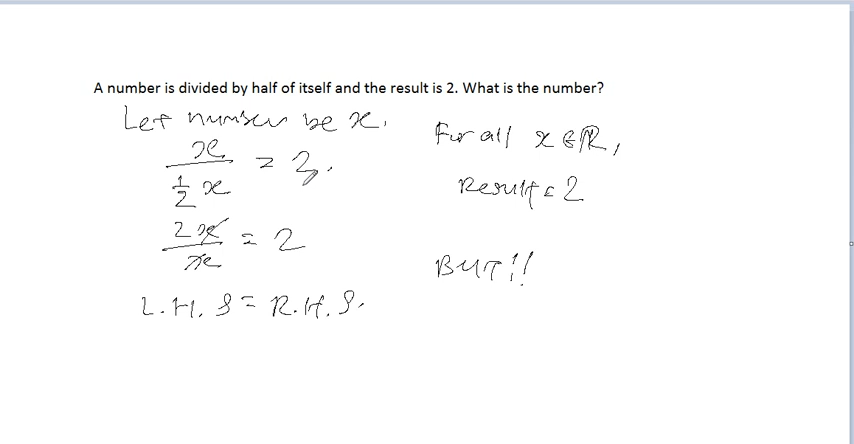 A number is divided by half of itself and the result is 2. What is the number?
Let number be x.
x / (1/2 x) = 2.
2x / x = 2
L.H.S = R.H.S.
For all x ∈ R,
Result = 2
BUT!!